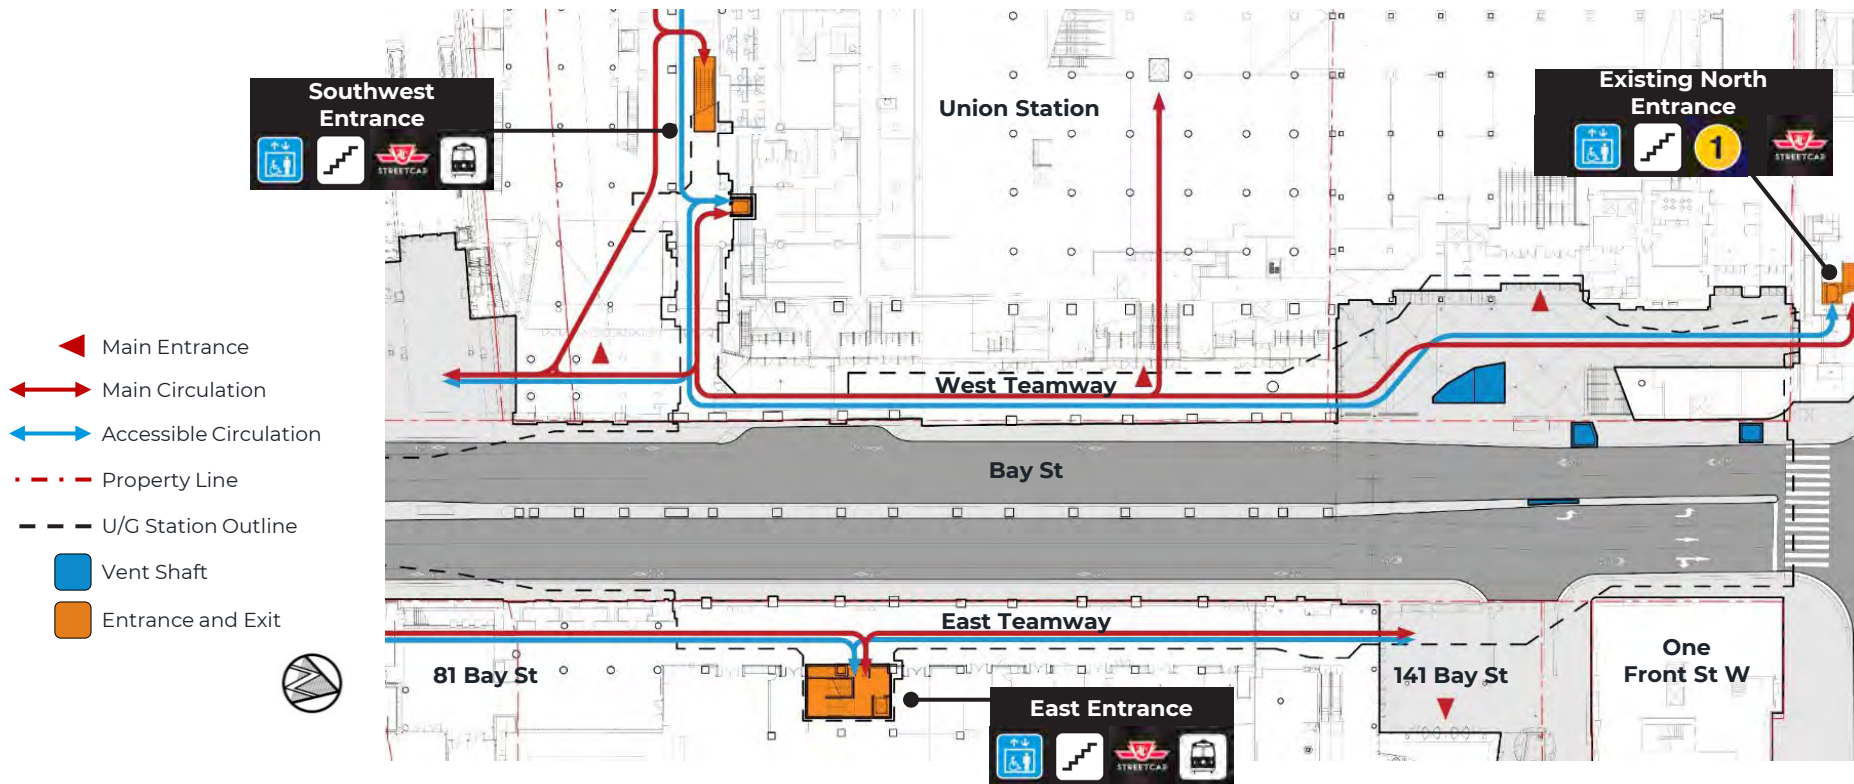 Southwest
Entrance
STREETCAR
Union Station
Existing North
Entrance
1
STREETCAR
Main Entrance
Main Circulation
Accessible Circulation
Property Line
U/G Station Outline
Vent Shaft
Entrance and Exit
West Teamway
Bay St
East Teamway
81 Bay St
141 Bay St
One
Front St W
East Entrance
STREETCAR